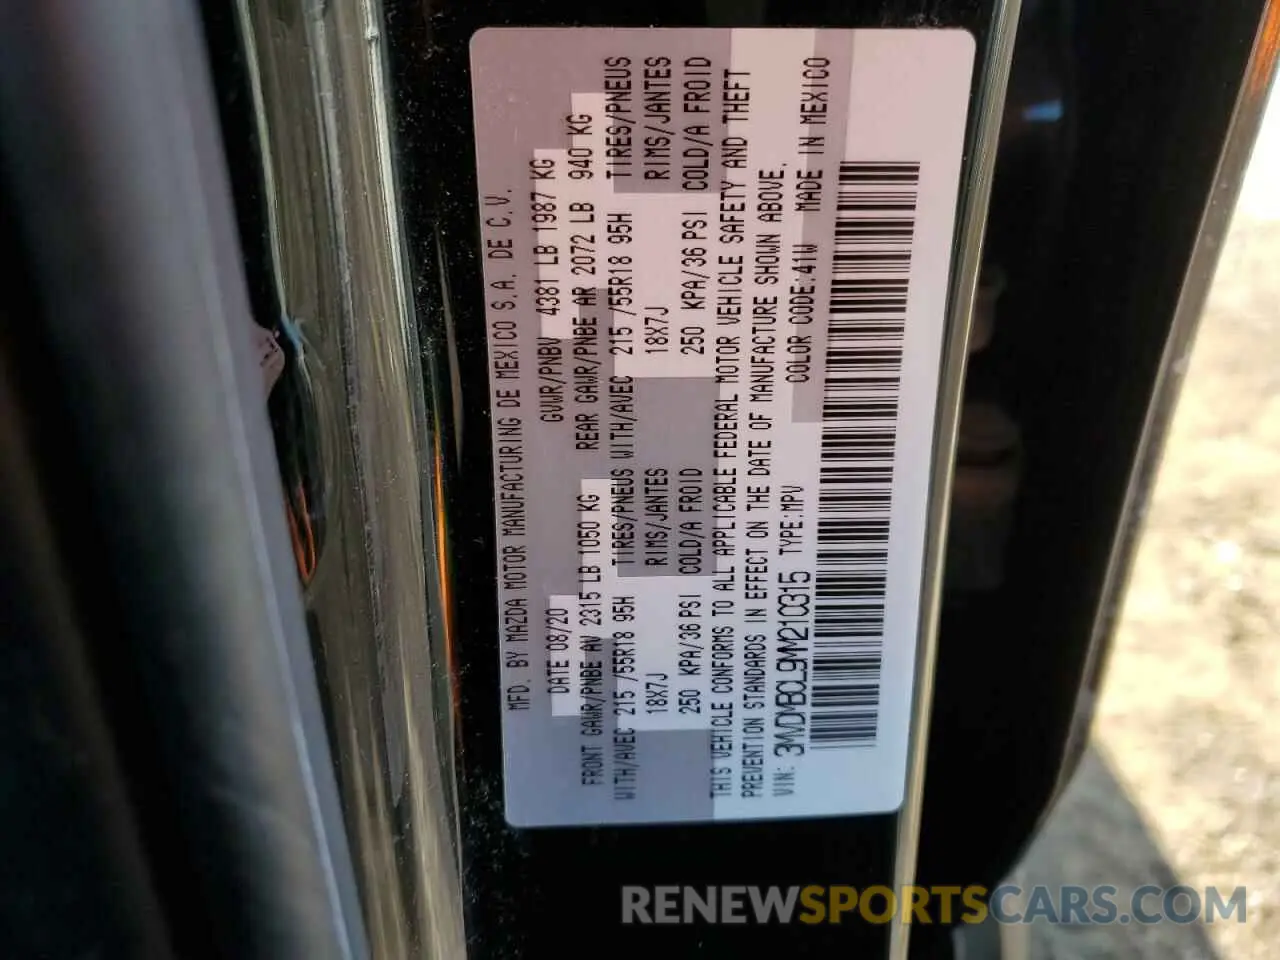 MFD. BY MAZDA MOTOR MANUFACTURING DE MEXICO S.A. DE C.V.
DATE 08/20 GVWR/PNBV 4381 LB 1987 KG
FRONT GAWR/PNBE AV 2315 LB 1050 KG REAR GAWR/PNBE AR 2072 LB 940 KG
WITH/AVEC 215 /55R18 95H TIRES/PNEUS WITH/AVEC 215 /55R18 95H TIRES/PNEUS
18X7J RIMS/JANTES 18X7J RIMS/JANTES
250 KPA/36 PSI COLD/A FROID 250 KPA/36 PSI COLD/A FROID
THIS VEHICLE CONFORMS TO ALL APPLICABLE FEDERAL MOTOR VEHICLE SAFETY AND THEFT
PREVENTION STANDARDS IN EFFECT ON THE DATE OF MANUFACTURE SHOWN ABOVE.
VIN: 3MVDMBCL9MM210315 TYPE:MPV COLOR CODE:41W MADE IN MEXICO
RENEWSPORTSCARS.COM